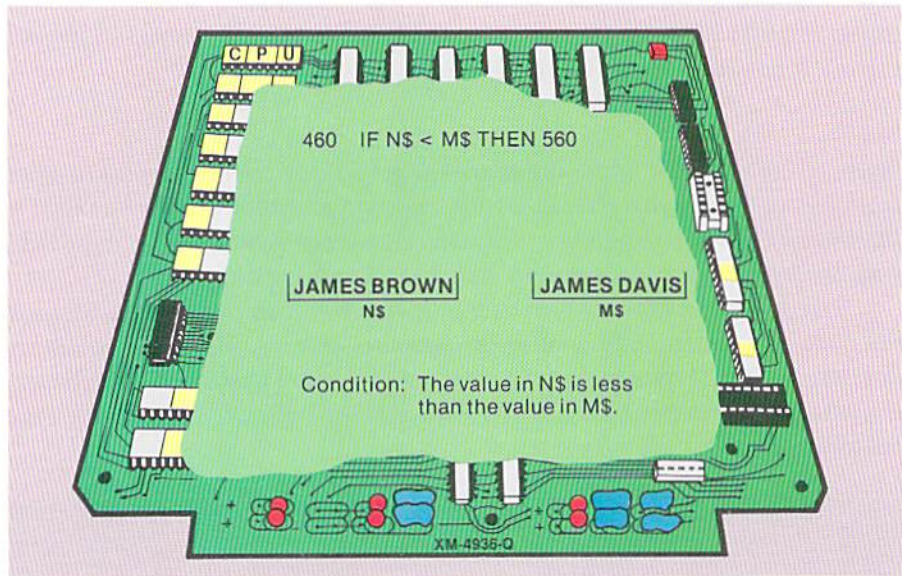 CPU
460 IF N$ < M$ THEN 560
JAMES BROWN JAMES DAVIS
N$ M$
Condition: The value in N$ is less
than the value in M$.
XM-4936-Q